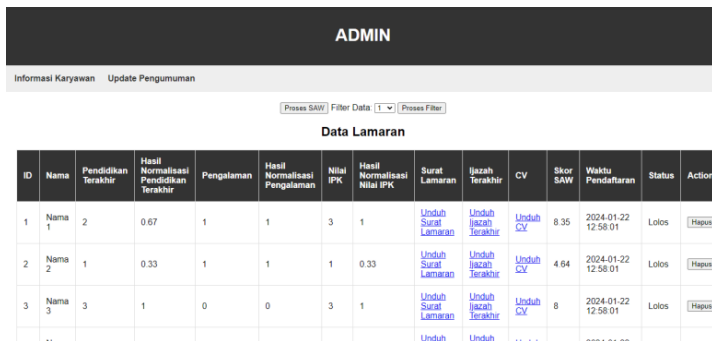 ADMIN
Informasi Karyawan Update Pengumuman
Proses SAW Filter Data: 1 Proses Filter
Data Lamaran
ID Nama Pendidikan Terakhir Hasil Normalisasi Pendidikan Terakhir Pengalaman Hasil Normalisasi Pengalaman Nilai IPK Hasil Normalisasi Nilai IPK Surat Lamaran Ijazah Terakhir CV Skor SAW Waktu Pendaftaran Status Action
1 Nama 1 2 0.67 1 1 3 1 Unduh Surat Lamaran Unduh Ijazah Terakhir Unduh CV 8.35 2024-01-22 12:58:01 Lolos Hapus
2 Nama 2 1 0.33 1 1 1 0.33 Unduh Surat Lamaran Unduh Ijazah Terakhir Unduh CV 4.64 2024-01-22 12:58:01 Lolos Hapus
3 Nama 3 3 1 0 0 3 1 Unduh Surat Lamaran Unduh Ijazah Terakhir Unduh CV 8 2024-01-22 12:58:01 Lolos Hapus
Unduh Unduh